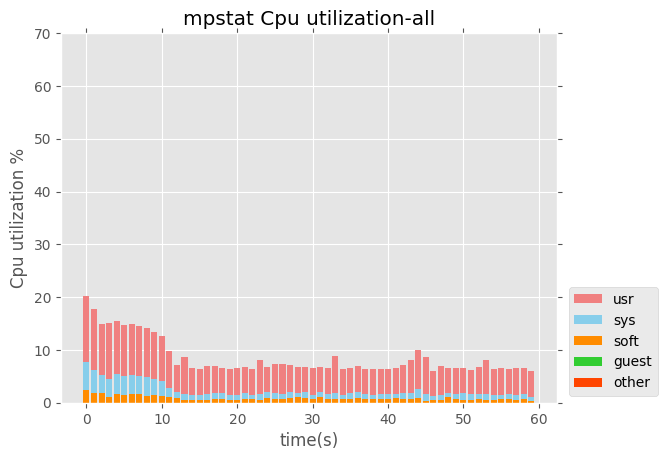 mpstat Cpu utilization-all
70
60
50
40
30
20
10
0
Cpu utilization %
0 10 20 30 40 50 60
time(s)
usr
sys
soft
guest
other